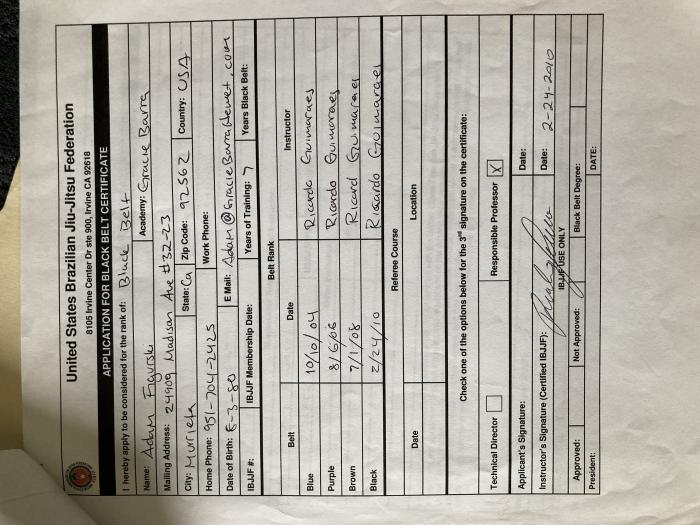 United States Brazilian Jiu-Jitsu Federation
8105 Irvine Center Dr ste 900, Irvine CA 92618
APPLICATION FOR BLACK BELT CERTIFICATE
I hereby apply to be considered for the rank of: Black Belt
Name: Adam Figurski Academy: Gracie Barra
Mailing Address: 24909 Madison Ave #32-23
City: Murrieta State: Ca Zip Code: 92562 Country: USA
Home Phone: 951-704-2425 Work Phone:
Date of Birth: 5-3-80 E Mail: Adam@GracieBarraHemet.com
IBJJF #: IBJJF Membership Date: Years of Training: 7 Years Black Belt:
Belt Rank
Belt Date Instructor
Blue 10/10/04 Ricardo Guimaraes
Purple 8/6/06 Ricardo Guimaraes
Brown 7/1/08 Ricard Guimaraes
Black 2/24/10 Ricardo Guimaraes
Referee Course
Date Location
Check one of the options below for the 3rd signature on the certificate:
Technical Director Responsible Professor X
Applicant's Signature: Date:
Instructor's Signature (Certified IBJJF): Date: 2-24-2010
IBJJF USE ONLY
Approved: Not Approved: Black Belt Degree:
President: DATE: